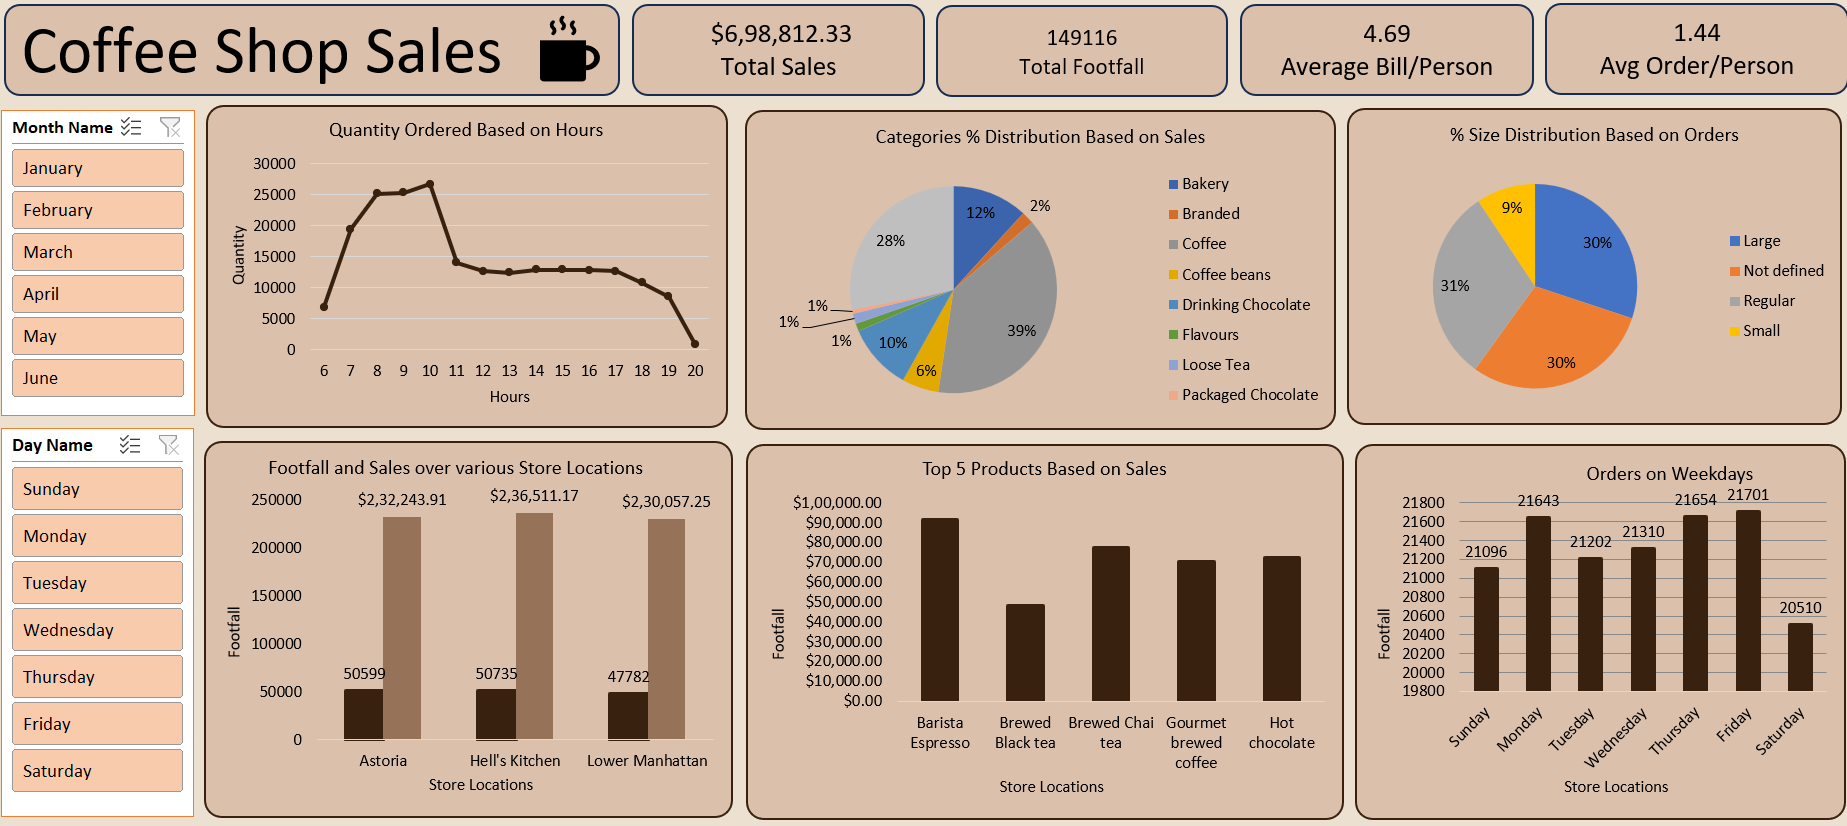 Coffee Shop Sales
$6,98,812.33
Total Sales
149116
Total Footfall
4.69
Average Bill/Person
1.44
Avg Order/Person
Month Name
January
February
March
April
May
June
Day Name
Sunday
Monday
Tuesday
Wednesday
Thursday
Friday
Saturday
Quantity Ordered Based on Hours
Quantity
30000
25000
20000
15000
10000
5000
0
6 7 8 9 10 11 12 13 14 15 16 17 18 19 20
Hours
Categories % Distribution Based on Sales
12%
2%
39%
6%
10%
1%
1%
1%
28%
Bakery
Branded
Coffee
Coffee beans
Drinking Chocolate
Flavours
Loose Tea
Packaged Chocolate
% Size Distribution Based on Orders
30%
30%
31%
9%
Large
Not defined
Regular
Small
Footfall and Sales over various Store Locations
Footfall
250000
200000
150000
100000
50000
0
$2,32,243.91
$2,36,511.17
$2,30,057.25
50599
50735
47782
Astoria
Hell's Kitchen
Lower Manhattan
Store Locations
Top 5 Products Based on Sales
Footfall
$1,00,000.00
$90,000.00
$80,000.00
$70,000.00
$60,000.00
$50,000.00
$40,000.00
$30,000.00
$20,000.00
$10,000.00
$0.00
Barista
Espresso
Brewed
Black tea
Brewed Chai
tea
Gourmet
brewed
coffee
Hot
chocolate
Store Locations
Orders on Weekdays
Footfall
21800
21600
21400
21200
21000
20800
20600
20400
20200
20000
19800
21096
21643
21202
21310
21654
21701
20510
Sunday
Monday
Tuesday
Wednesday
Thursday
Friday
Saturday
Store Locations